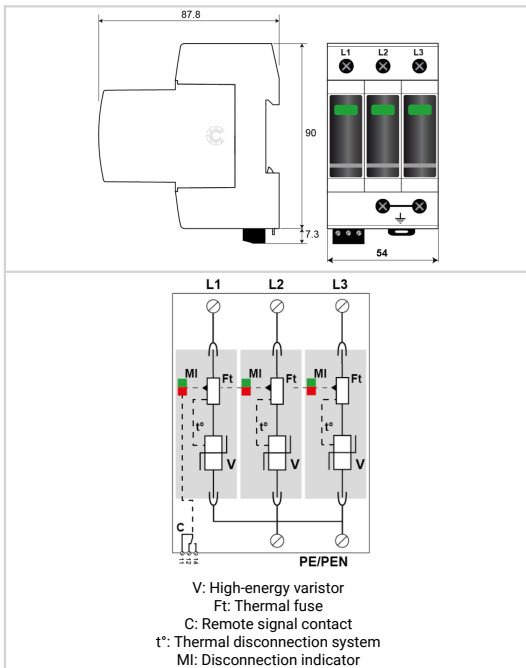 87.8
L1 L2 L3
90
7.3
54
L1 L2 L3
MI Ft MI Ft MI Ft
t° t° t°
V V V
C
11 12 14
PE/PEN
V: High-energy varistor
Ft: Thermal fuse
C: Remote signal contact
t°: Thermal disconnection system
MI: Disconnection indicator